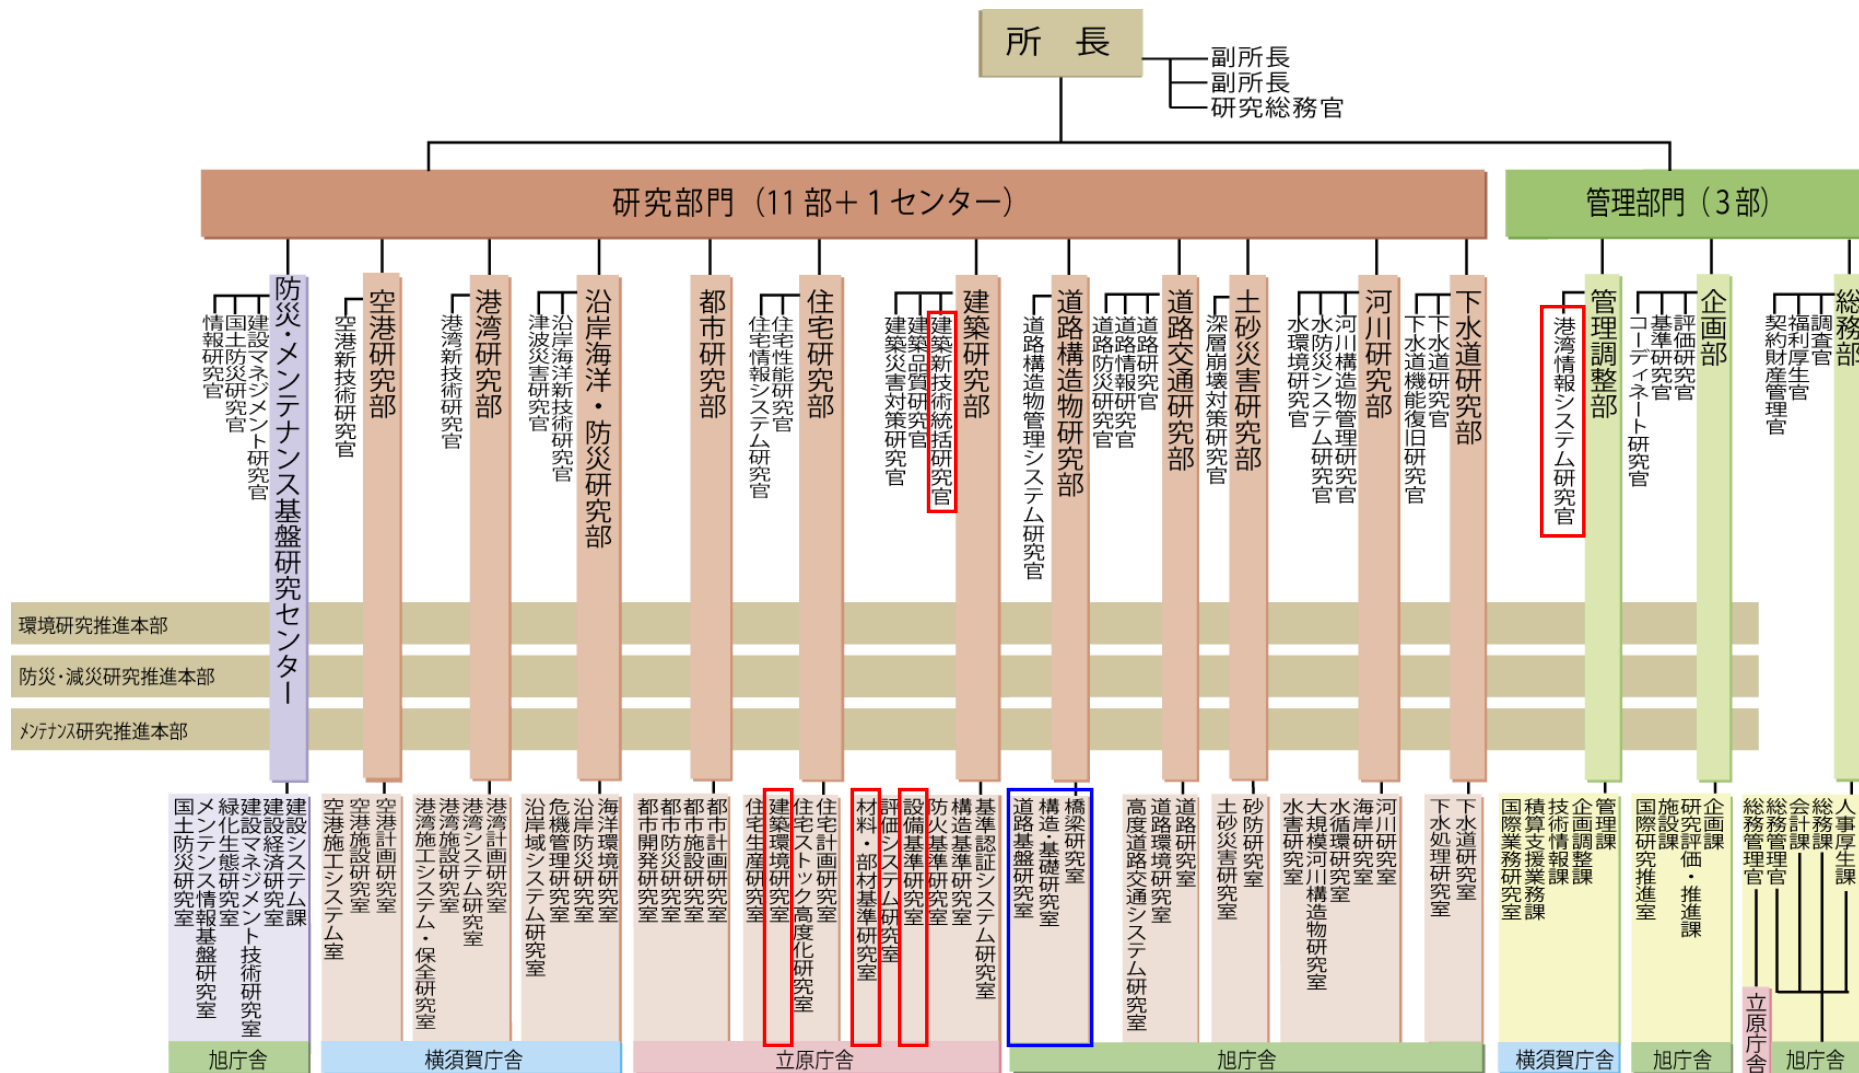 所　長
副所長
副所長
研究総務官
研究部門（11部＋1センター）
管理部門（3部）
防災・メンテナンス基盤研究センター
建設マネジメント研究官
国土防災研究官
情報研究官
空港研究部
空港新技術研究官
港湾研究部
港湾新技術研究官
沿岸海洋・防災研究部
沿岸海洋新技術研究官
津波災害研究官
都市研究部
住宅研究部
住宅性能研究官
住宅情報システム研究官
建築研究部
建築新技術統括研究官
建築品質研究官
建築災害対策研究官
道路構造物研究部
道路構造物管理システム研究官
道路交通研究部
道路研究官
道路情報研究官
道路防災研究官
土砂災害研究部
深層崩壊対策研究官
河川研究部
河川構造物管理研究官
水防災システム研究官
水環境研究官
下水道研究部
下水道研究官
下水道機能復旧研究官
管理調整部
港湾情報システム研究官
企画部
評価研究官
基準研究官
コーディネート研究官
総務部
調査官
福利厚生官
契約財産管理官
環境研究推進本部
防災・減災研究推進本部
メンテナンス研究推進本部
建設システム課
建設経済研究室
建設マネジメント技術研究室
緑化生態研究室
メンテンス情報基盤研究室
国土防災研究室
空港計画研究室
空港施設研究室
空港施工システム室
港湾計画研究室
港湾システム研究室
港湾施設研究室
港湾施工システム・保全研究室
海洋環境研究室
沿岸防災研究室
危機管理研究室
沿岸域システム研究室
都市計画研究室
都市施設研究室
都市防災研究室
都市開発研究室
住宅計画研究室
住宅ストック高度化研究室
建築環境研究室
住宅生産研究室
基準認証システム研究室
構造基準研究室
防火基準研究室
設備基準研究室
評価システム研究室
材料・部材基準研究室
橋梁研究室
構造・基礎研究室
道路基盤研究室
道路研究室
道路環境研究室
高度道路交通システム研究室
砂防研究室
土砂災害研究室
河川研究室
海岸研究室
水循環研究室
大規模河川構造物研究室
水害研究室
下水道研究室
下水処理研究室
管理課
企画調整課
技術情報課
積算支援業務課
国際業務研究室
企画課
研究評価・推進課
施設課
国際研究推進室
人事厚生課
総務課
会計課
総務管理官
総務管理官
旭庁舎
横須賀庁舎
立原庁舎
旭庁舎
横須賀庁舎
旭庁舎
立原庁舎
旭庁舎